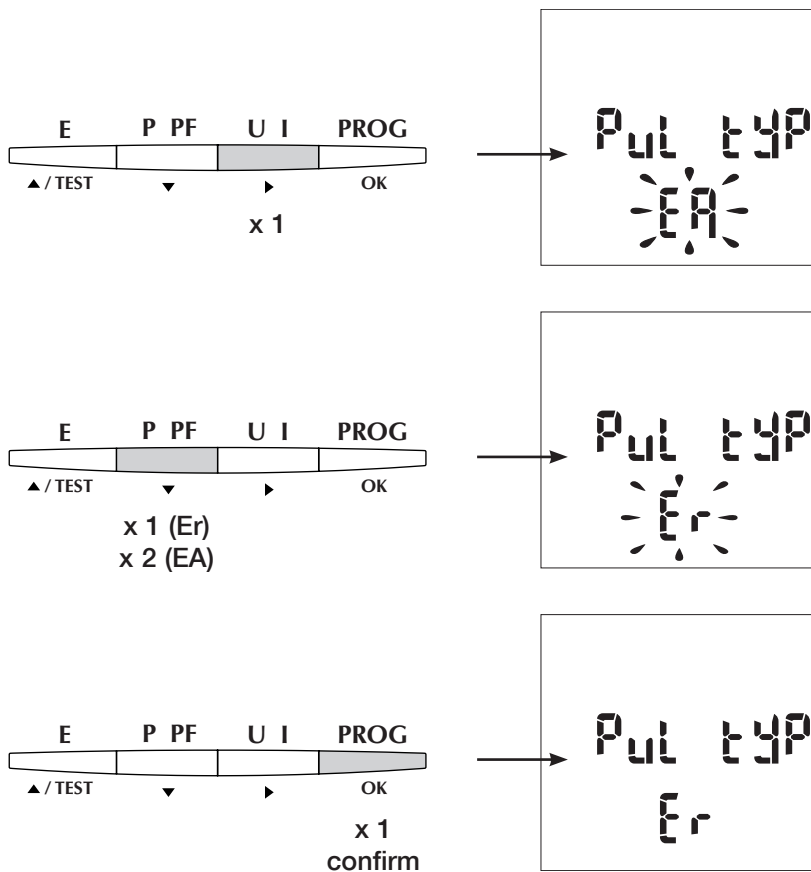 E P PF U I PROG
▲ / TEST ▼ ► OK
x 1
PuL tYP
EA
E P PF U I PROG
▲ / TEST ▼ ► OK
x 1 (Er)
x 2 (EA)
PuL tYP
Er
E P PF U I PROG
▲ / TEST ▼ ► OK
x 1
confirm
PuL tYP
Er